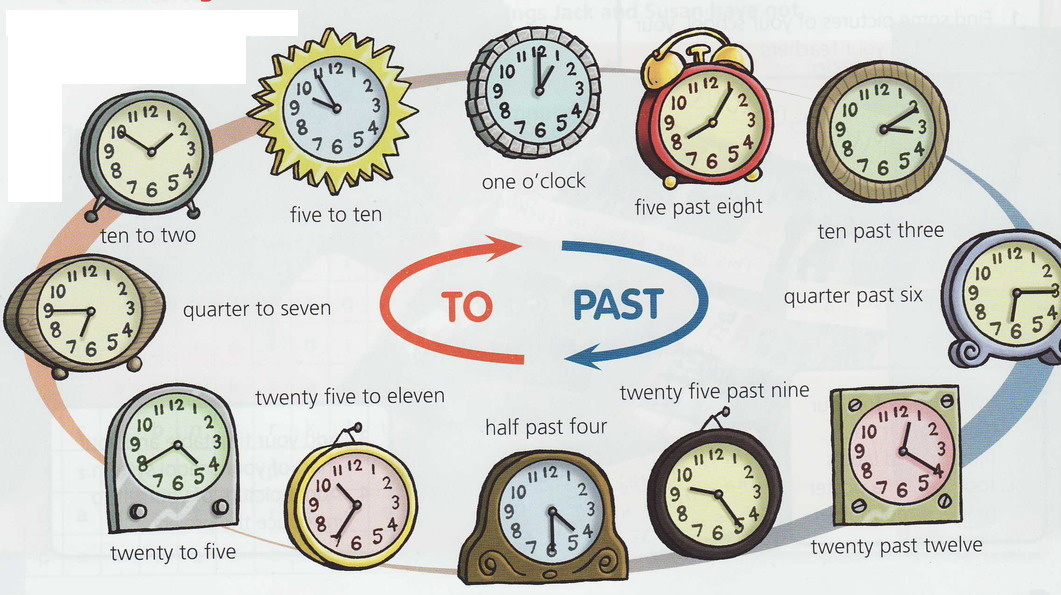 one o'clock
five past eight
ten past three
quarter past six
twenty past twelve
twenty five past nine
half past four
twenty five to eleven
twenty to five
quarter to seven
ten to two
five to ten
TO
PAST